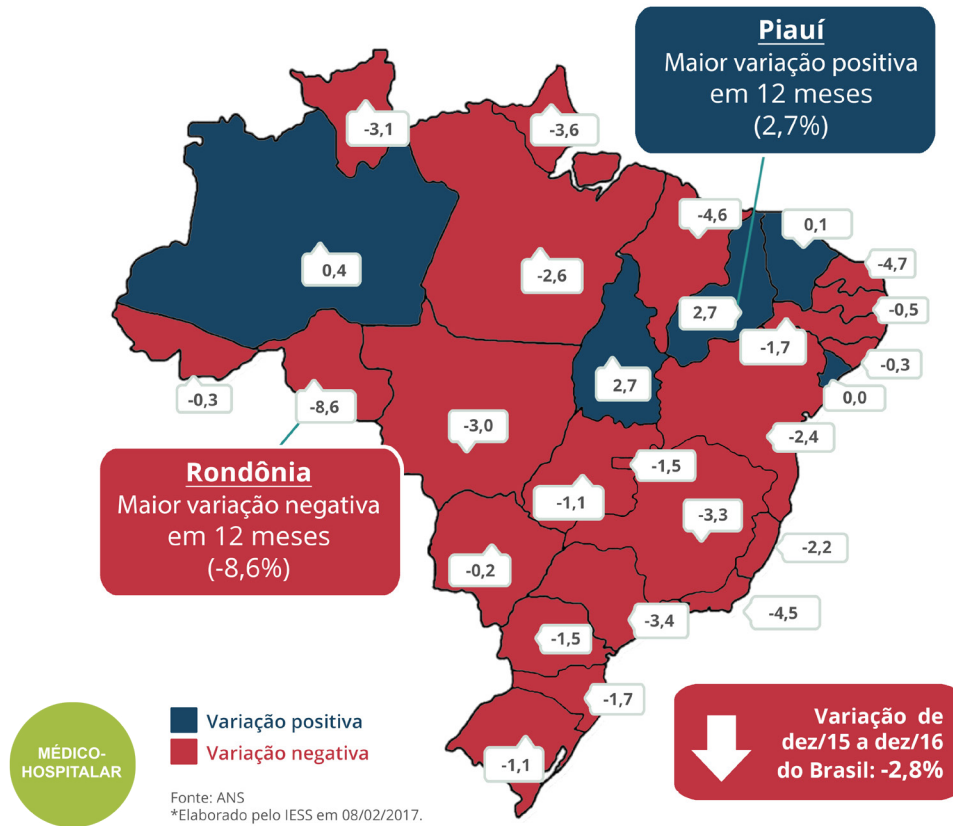 Piauí
Maior variação positiva
em 12 meses
(2,7%)
-3,1
-3,6
-4,6
0,1
0,4
-2,6
-4,7
2,7
-0,5
-1,7
-0,3
2,7
-0,3
0,0
-8,6
-3,0
-2,4
Rondônia
Maior variação negativa
em 12 meses
(-8,6%)
-1,5
-1,1
-3,3
-2,2
-0,2
-4,5
-3,4
-1,5
-1,7
-1,1
MÉDICO-
HOSPITALAR
Variação positiva
Variação negativa
Fonte: ANS
*Elaborado pelo IESS em 08/02/2017.
Variação de
dez/15 a dez/16
do Brasil: -2,8%